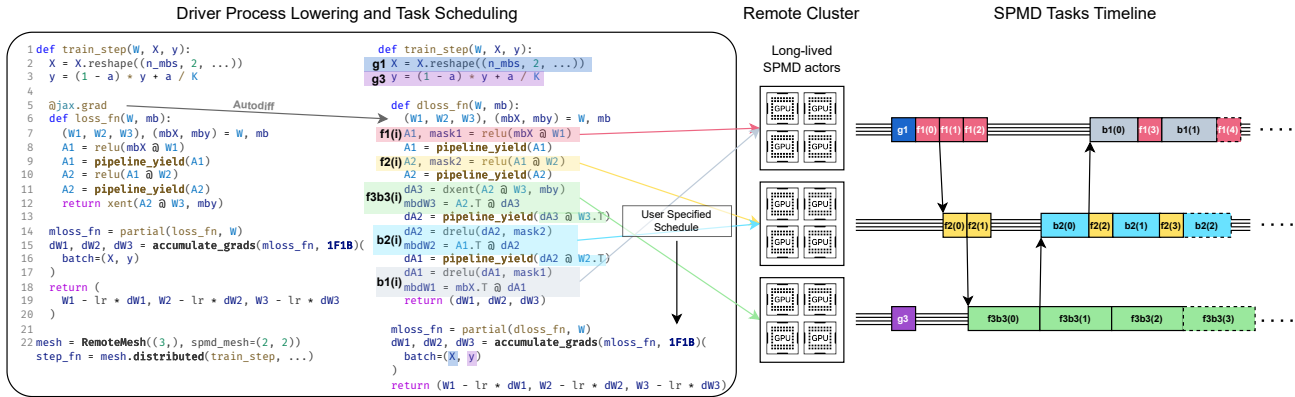 Driver Process Lowering and Task Scheduling
Remote Cluster
SPMD Tasks Timeline
1 def train_step(W, X, y):
2 X = X.reshape((n_mbs, 2, ...))
3 y = (1 - a) * y + a / K
4
5 @jax.grad
6 def loss_fn(W, mb):
7 (W1, W2, W3), (mbX, mby) = W, mb
8 A1 = relu(mbX @ W1)
9 A1 = pipeline_yield(A1)
10 A2 = relu(A1 @ W2)
11 A2 = pipeline_yield(A2)
12 return xent(A2 @ W3, mby)
13
14 mloss_fn = partial(loss_fn, W)
15 dW1, dW2, dW3 = accumulate_grads(mloss_fn, 1F1B)(
16 batch=(X, y)
17 )
18 return (
19 W1 - lr * dW1, W2 - lr * dW2, W3 - lr * dW3
20 )
21
22 mesh = RemoteMesh((3,), spmd_mesh=(2, 2))
step_fn = mesh.distributed(train_step, ...)
Autodiff
def train_step(W, X, y):
g1 X = X.reshape((n_mbs, 2, ...))
g3 y = (1 - a) * y + a / K
def dloss_fn(W, mb):
(W1, W2, W3), (mbX, mby) = W, mb
f1(i) A1, mask1 = relu(mbX @ W1)
A1 = pipeline_yield(A1)
f2(i) A2, mask2 = relu(A1 @ W2)
A2 = pipeline_yield(A2)
dA3 = dxent(A2 @ W3, mby)
f3b3(i) mbdW3 = A2.T @ dA3
dA2 = pipeline_yield(dA3 @ W3.T)
dA2 = drelu(dA2, mask2)
b2(i) mbdW2 = A1.T @ dA2
dA1 = pipeline_yield(dA2 @ W2.T)
dA1 = drelu(dA1, mask1)
b1(i) mbdW1 = mbX.T @ dA1
return (dW1, dW2, dW3)
mloss_fn = partial(dloss_fn, W)
dW1, dW2, dW3 = accumulate_grads(mloss_fn, 1F1B)(
batch=(X, y)
)
return (W1 - lr * dW1, W2 - lr * dW2, W3 - lr * dW3)
User Specified
Schedule
Long-lived
SPMD actors
GPU GPU
GPU GPU
GPU GPU
GPU GPU
GPU GPU
GPU GPU
g1 f1(0) f1(1) f1(2) b1(0) f1(3) b1(1) f1(4) ....
f2(0) f2(1) b2(0) f2(2) b2(1) f2(3) b2(2) ....
g3 f3b3(0) f3b3(1) f3b3(2) f3b3(3) ....